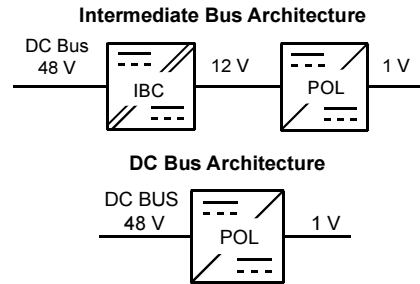 Intermediate Bus Architecture
DC Bus
48 V
IBC
12 V
POL
1 V
DC Bus Architecture
DC BUS
48 V
POL
1 V